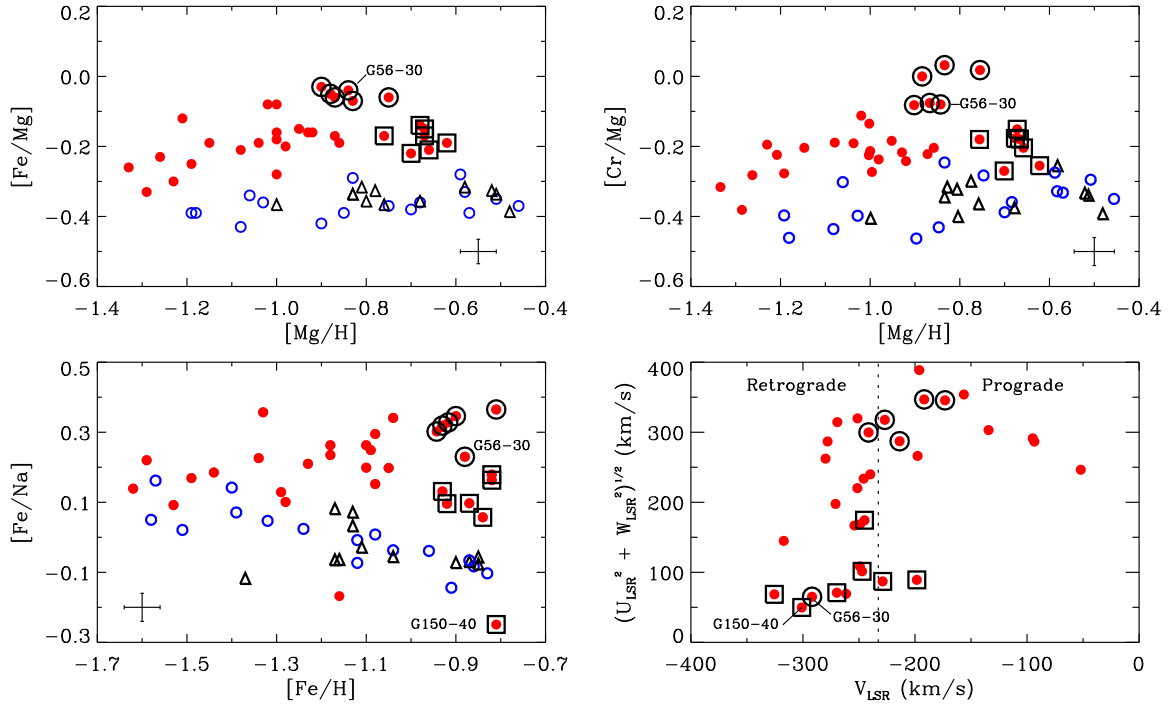 0.2
0.0
−0.2
−0.4
−0.6
[Fe/Mg]
G56−30
−1.4
−1.2
−1.0
−0.8
−0.6
−0.4
[Mg/H]
0.2
0.0
−0.2
−0.4
−0.6
[Cr/Mg]
G56−30
−1.4
−1.2
−1.0
−0.8
−0.6
−0.4
[Mg/H]
0.5
0.3
0.1
−0.1
−0.3
[Fe/Na]
G56−30
G150−40
−1.7
−1.5
−1.3
−1.1
−0.9
−0.7
[Fe/H]
400
300
200
100
0
(U_LSR² + W_LSR²)^1/2 (km/s)
Retrograde
Prograde
G150−40
G56−30
−400
−300
−200
−100
0
V_LSR (km/s)